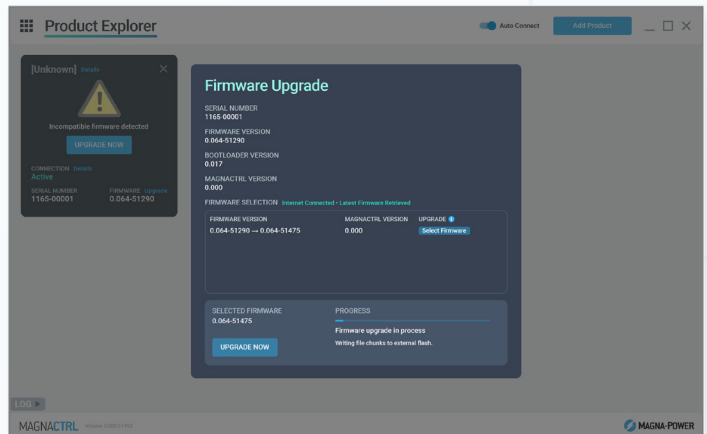 Product Explorer
Auto Connect
Add Product
[Unknown] Details
Incompatible firmware detected
UPGRADE NOW
CONNECTION Details
Active
SERIAL NUMBER FIRMWARE Upgrade
1165-00001 0.064-51290
Firmware Upgrade
SERIAL NUMBER
1165-00001
FIRMWARE VERSION
0.064-51290
BOOTLOADER VERSION
0.017
MAGNACTRL VERSION
0.000
FIRMWARE SELECTION Internet Connected • Latest Firmware Retrieved
FIRMWARE VERSION MAGNACTRL VERSION UPGRADE
0.064-51290 → 0.064-51475 0.000 Select Firmware
SELECTED FIRMWARE PROGRESS
0.064-51475
Firmware upgrade in process
UPGRADE NOW Writing file chunks to external flash.
LOG
MAGNACTRL
MAGNA-POWER